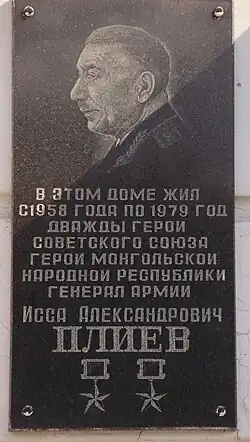 В ЭТОМ ДОМЕ ЖИЛ
С 1958 ГОДА ПО 1979 ГОД
ДВАЖДЫ ГЕРОЙ
СОВЕТСКОГО СОЮЗА
ГЕРОЙ МОНГОЛЬСКОЙ
НАРОДНОЙ РЕСПУБЛИКИ
ГЕНЕРАЛ АРМИИ
ИССА АЛЕКСАНДРОВИЧ
ПЛИЕВ